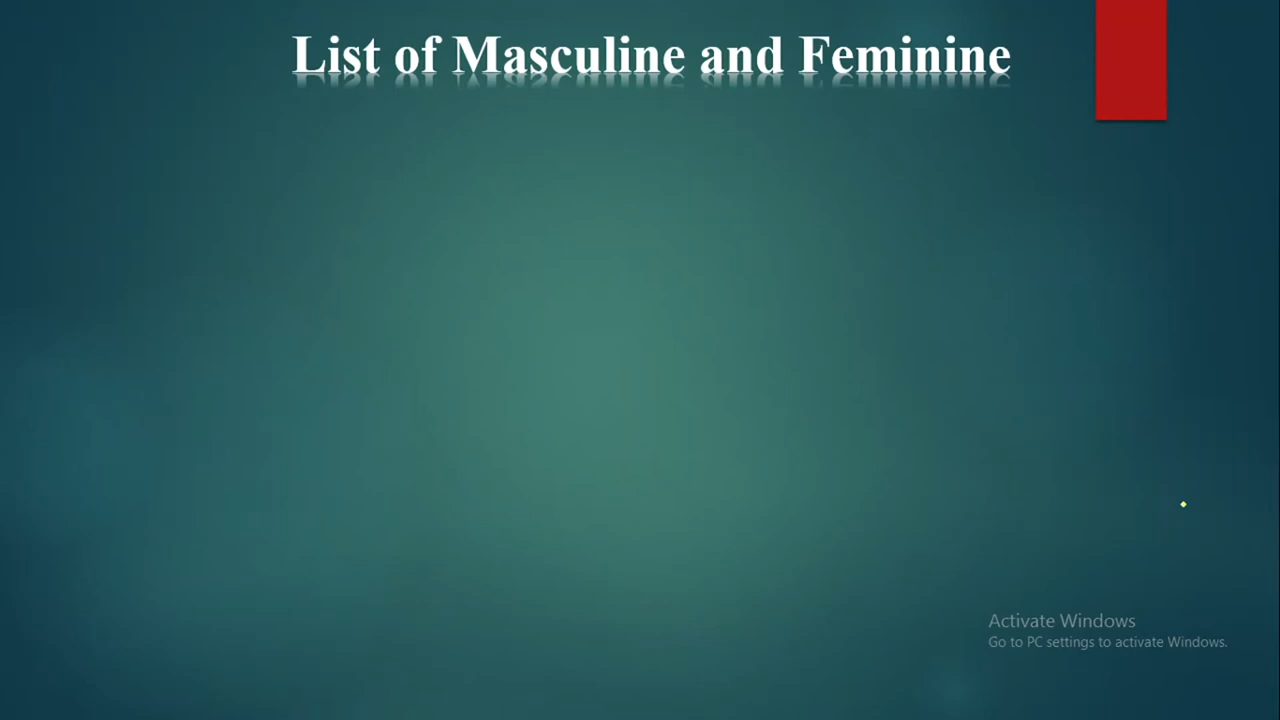 List of Masculine and Feminine
Activate Windows
Go to PC settings to activate Windows.